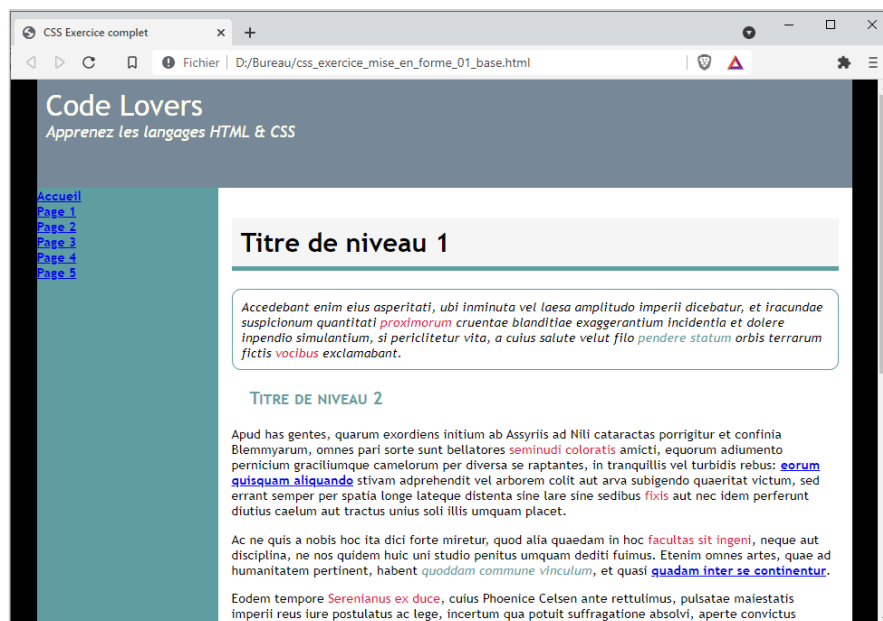 CSS Exercice complet
Fichier
D:/Bureau/css_exercice_mise_en_forme_01_base.html
Code Lovers
Apprenez les langages HTML & CSS
Accueil
Page 1
Page 2
Page 3
Page 4
Page 5
Titre de niveau 1
Accedebant enim eius asperitati, ubi inminuta vel laesa amplitudo imperii dicebatur, et iracundae
suspicionum quantitati proximorum cruentae blanditiae exaggerantium incidentia et dolere
inpendio simulantium, si periclitetur vita, a cuius salute velut filo pendere statum orbis terrarum
fictis vocibus exclamabant.
Titre de niveau 2
Apud has gentes, quarum exordiens initium ab Assyriis ad Nili cataractas porrigitur et confinia
Blemmyarum, omnes pari sorte sunt bellatores seminudi coloratis amicti, equorum adiumento
pernicium graciliumque camelorum per diversa se raptantes, in tranquillis vel turbidis rebus: eorum
quisquam aliquando stivam adprehendit vel arborem colit aut arva subigendo quaeritat victum, sed
errant semper per spatia longe lateque distenta sine lare sine sedibus fixis aut nec idem perferunt
diutius caelum aut tractus unius soli illis umquam placet.
Ac ne quis a nobis hoc ita dici forte miretur, quod alia quaedam in hoc facultas sit ingeni, neque aut
disciplina, ne nos quidem huic uni studio penitus umquam dediti fuimus. Etenim omnes artes, quae ad
humanitatem pertinent, habent quoddam commune vinculum, et quasi quadam inter se continentur.
Eodem tempore Serenianus ex duce, cuius Phoenice Celsen ante rettulimus, pulsatae maiestatis
imperii reus iure postulatus ac lege, incertum qua potuit suffragatione absolvi, aperte convictus